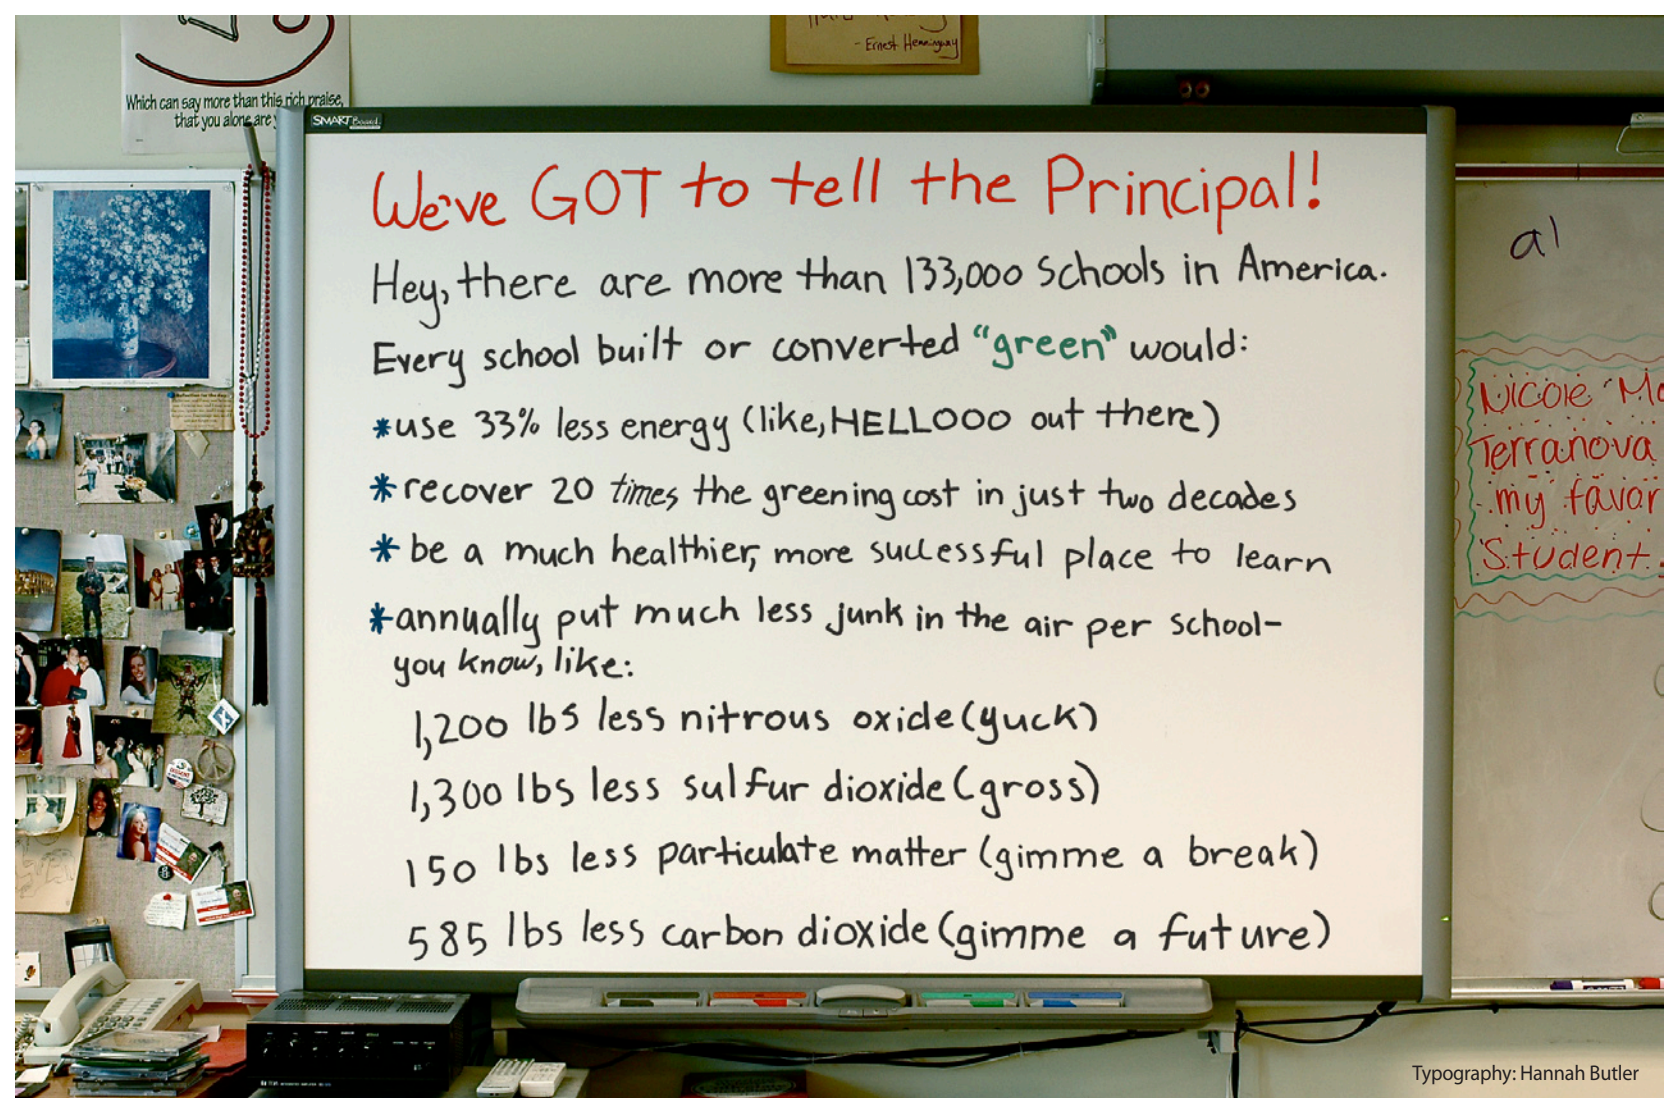 - Ernest Hemingway
Which can say more than this rich praise,
that you alone are
SMART Board
We've GOT to tell the Principal!
Hey, there are more than 133,000 Schools in America.
Every school built or converted "green" would:
*use 33% less energy (like, HELLOOO out there)
*recover 20 times the greening cost in just two decades
*be a much healthier, more successful place to learn
*annually put much less junk in the air per school-
you know, like:
1,200 lbs less nitrous oxide (yuck)
1,300 lbs less sulfur dioxide (gross)
150 lbs less particulate matter (gimme a break)
585 lbs less carbon dioxide (gimme a future)
al
Nicole
Terranova
my favor
Student.
Typography: Hannah Butler